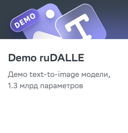 DEMO
T
Demo ruDALLE
Демо text-to-image модели,
1.3 млрд параметров